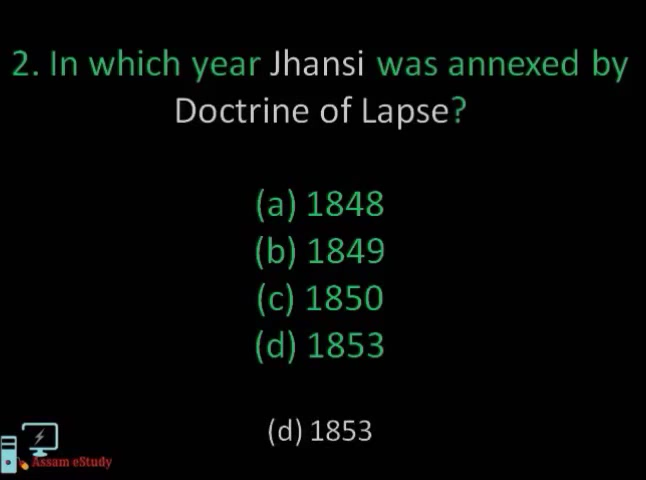 2. In which year Jhansi was annexed by
Doctrine of Lapse?
(a) 1848
(b) 1849
(c) 1850
(d) 1853
(d) 1853
Assam eStudy